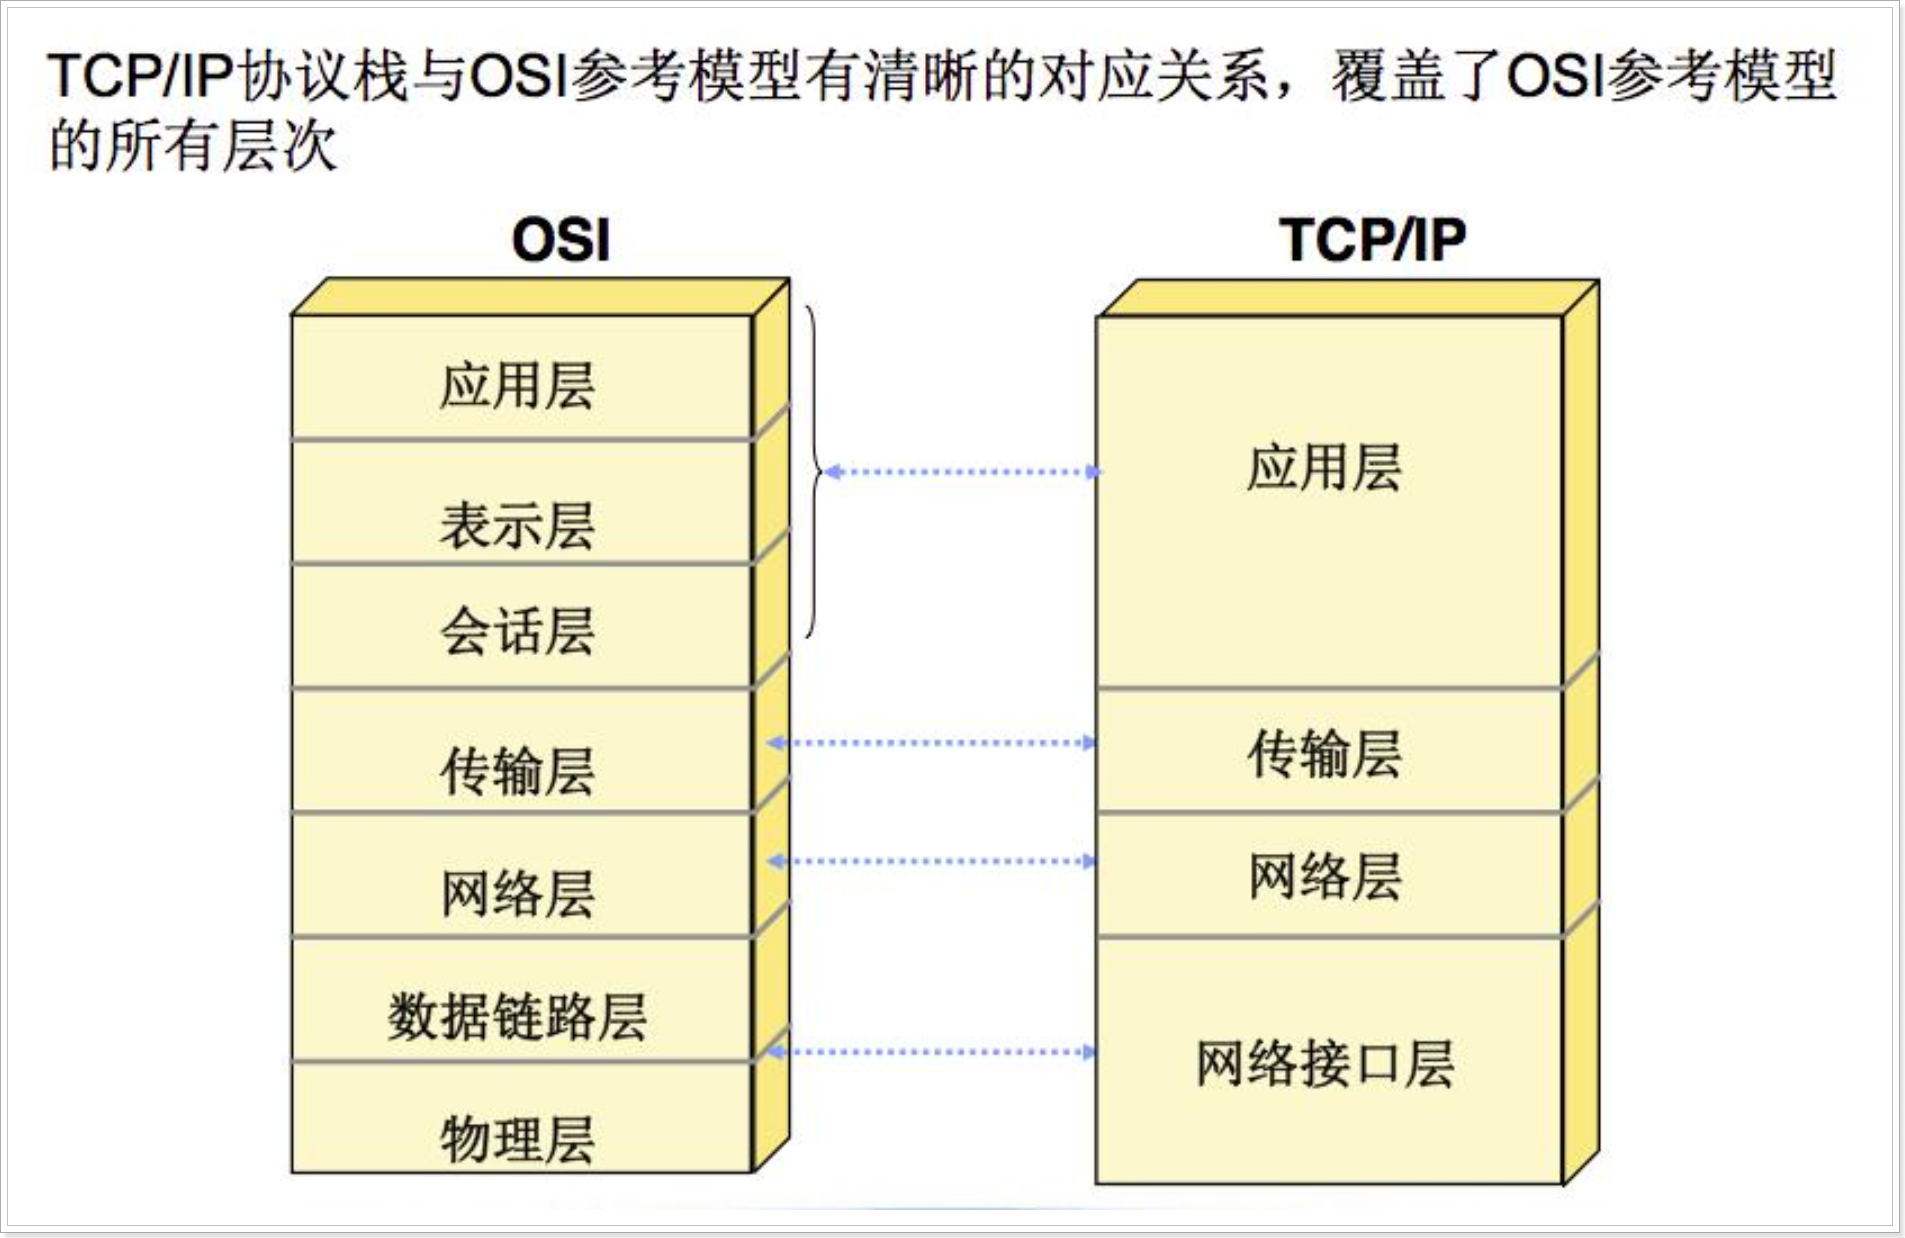 TCP/IP协议栈与OSI参考模型有清晰的对应关系，覆盖了OSI参考模型
的所有层次
OSI
TCP/IP
应用层
表示层
会话层
传输层
网络层
数据链路层
物理层
应用层
传输层
网络层
网络接口层